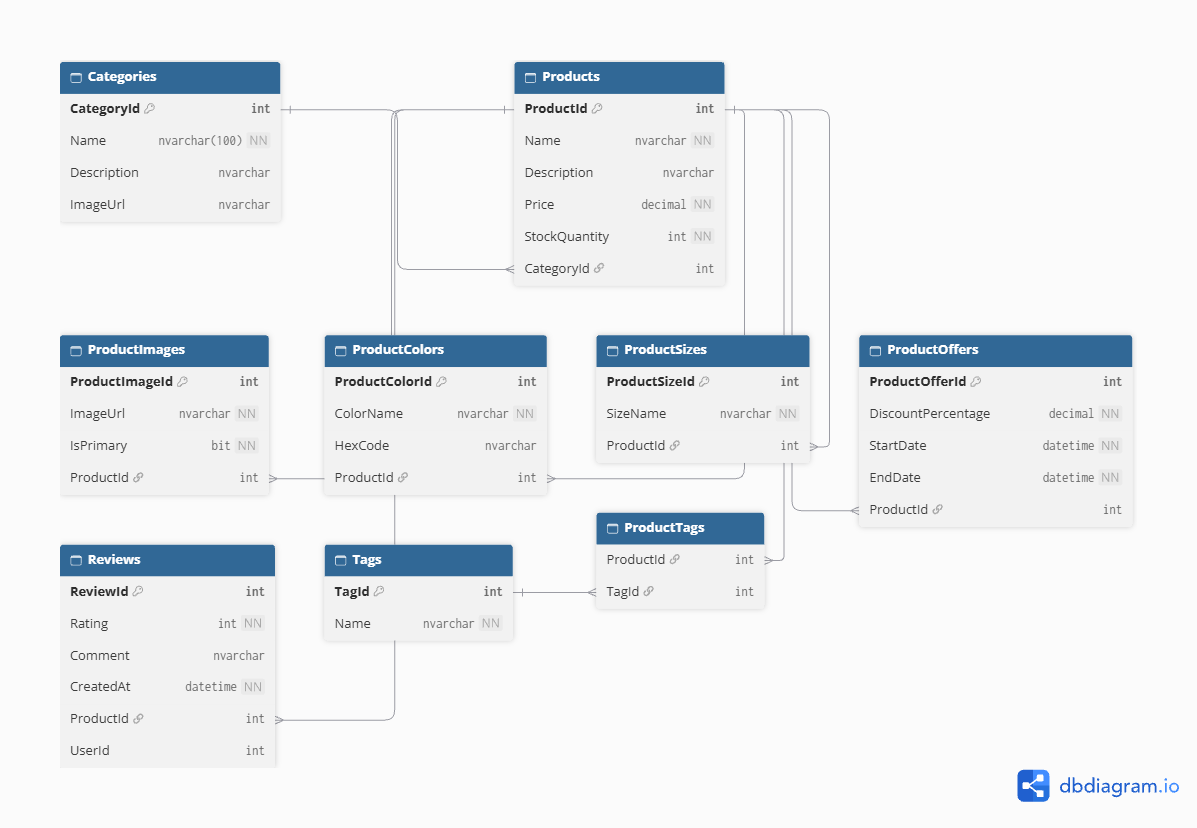 Categories
CategoryId int
Name nvarchar(100) NN
Description nvarchar
ImageUrl nvarchar
Products
ProductId int
Name nvarchar NN
Description nvarchar
Price decimal NN
StockQuantity int NN
CategoryId int
ProductImages
ProductImageId int
ImageUrl nvarchar NN
IsPrimary bit NN
ProductId int
ProductColors
ProductColorId int
ColorName nvarchar NN
HexCode nvarchar
ProductId int
ProductSizes
ProductSizeId int
SizeName nvarchar NN
ProductId int
ProductOffers
ProductOfferId int
DiscountPercentage decimal NN
StartDate datetime NN
EndDate datetime NN
ProductId int
Reviews
ReviewId int
Rating int NN
Comment nvarchar
CreatedAt datetime NN
ProductId int
UserId int
Tags
TagId int
Name nvarchar NN
ProductTags
ProductId int
TagId int
dbdiagram.io